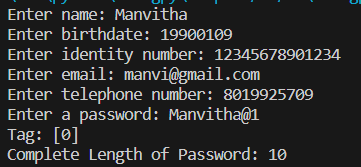 Enter name: Manvitha
Enter birthdate: 19900109
Enter identity number: 12345678901234
Enter email: manvi@gmail.com
Enter telephone number: 8019925709
Enter a password: Manvitha@1
Tag: [0]
Complete Length of Password: 10